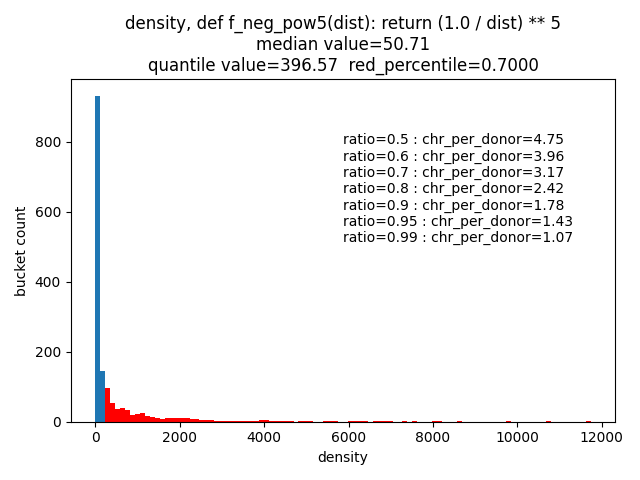 density, def f_neg_pow5(dist): return (1.0 / dist) ** 5
median value=50.71
quantile value=396.57  red_percentile=0.7000
ratio=0.5 : chr_per_donor=4.75
ratio=0.6 : chr_per_donor=3.96
ratio=0.7 : chr_per_donor=3.17
ratio=0.8 : chr_per_donor=2.42
ratio=0.9 : chr_per_donor=1.78
ratio=0.95 : chr_per_donor=1.43
ratio=0.99 : chr_per_donor=1.07
bucket count
800
600
400
200
0
0 2000 4000 6000 8000 10000 12000
density